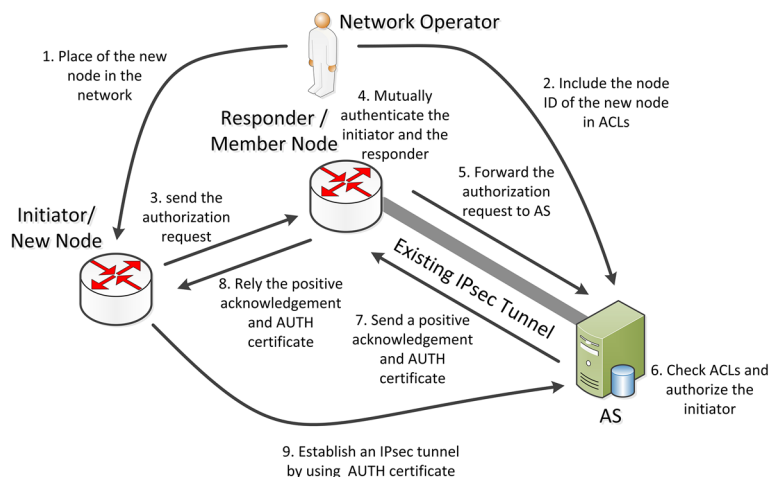 Network Operator
1. Place of the new
node in the
network
2. Include the node
ID of the new node
in ACLs
4. Mutually
authenticate the
initiator and the
responder
Responder /
Member Node
5. Forward the
authorization
request to AS
3. send the
authorization
request
Initiator/
New Node
Existing IPsec Tunnel
8. Rely the positive
acknowledgement
and AUTH
certificate
7. Send a positive
acknowledgement
and AUTH
certificate
6. Check ACLs and
authorize the
initiator
AS
9. Establish an IPsec tunnel
by using AUTH certificate